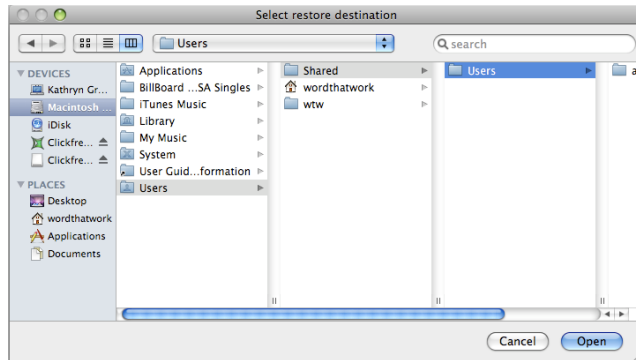 Select restore destination
Users
search
DEVICES
Kathryn Gr...
Macintosh ...
iDisk
Clickfre...
Clickfre...
PLACES
Desktop
wordthatwork
Applications
Documents
Applications
BillBoard ...SA Singles
iTunes Music
Library
My Music
System
User Guid...formation
Users
Shared
wordthatwork
wtw
Users
a
Cancel
Open